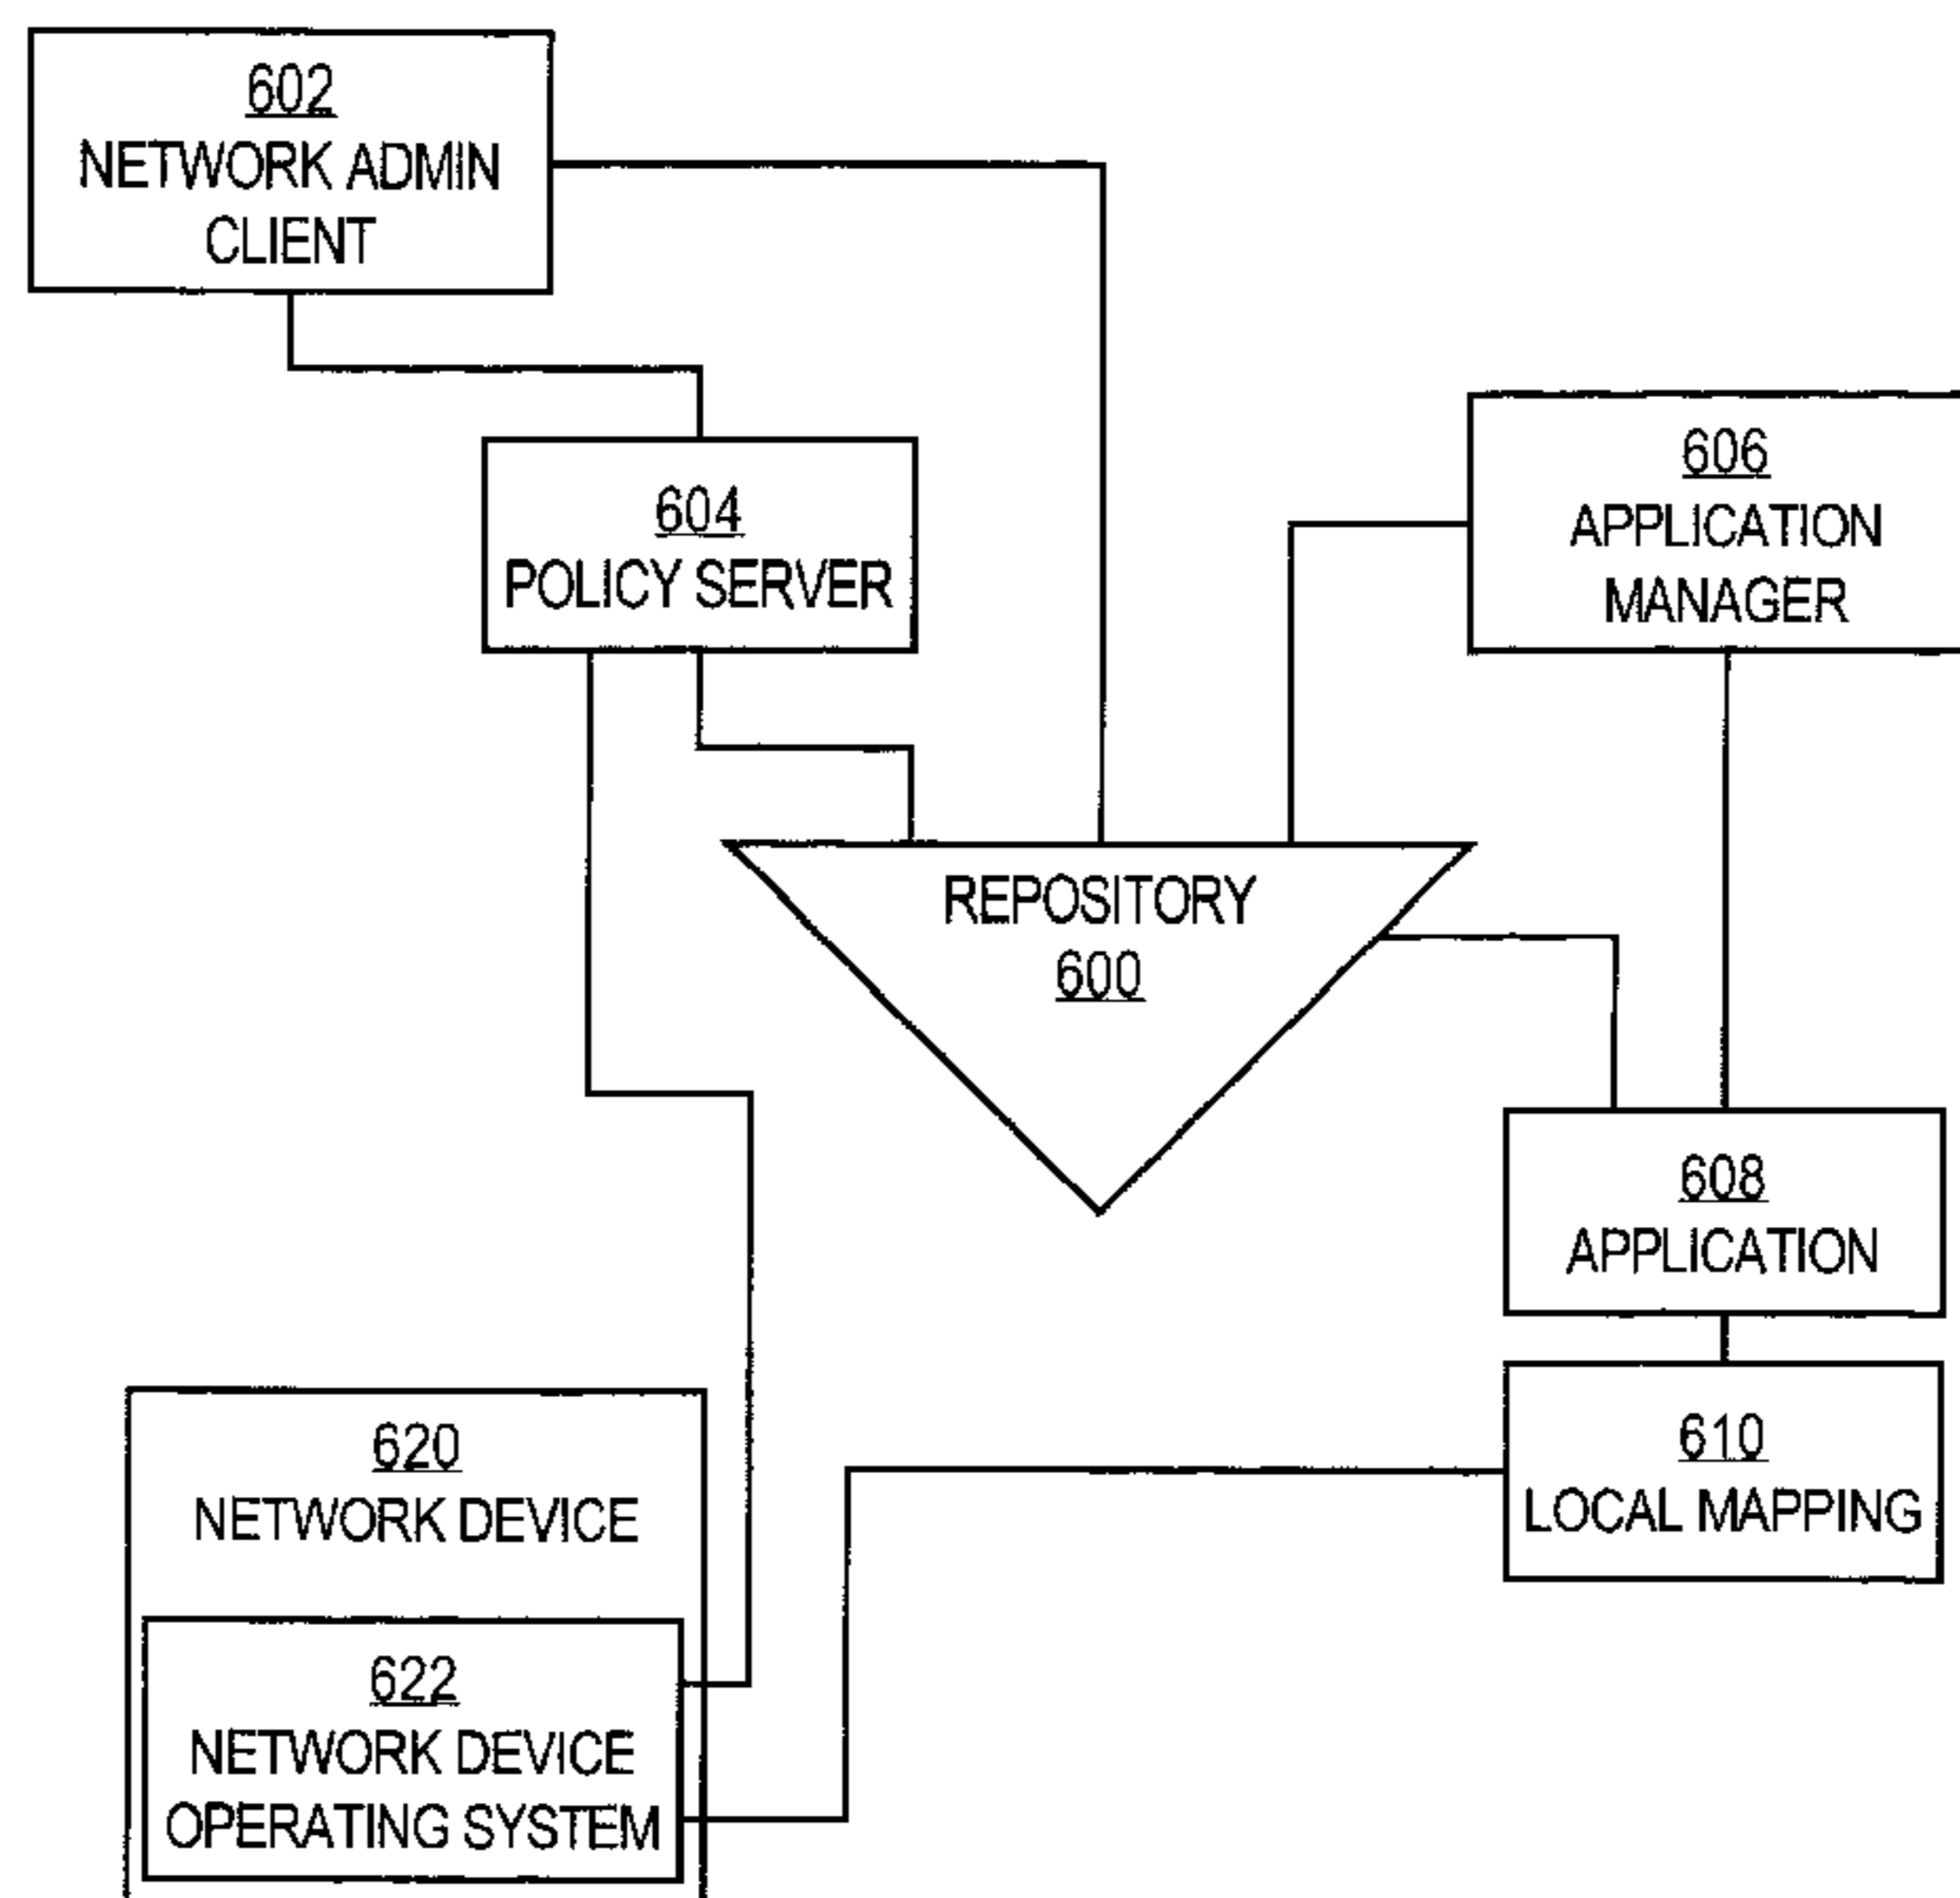 602
NETWORK ADMIN
CLIENT
604
POLICY SERVER
606
APPLICATION
MANAGER
REPOSITORY
600
608
APPLICATION
610
LOCAL MAPPING
620
NETWORK DEVICE
622
NETWORK DEVICE
OPERATING SYSTEM